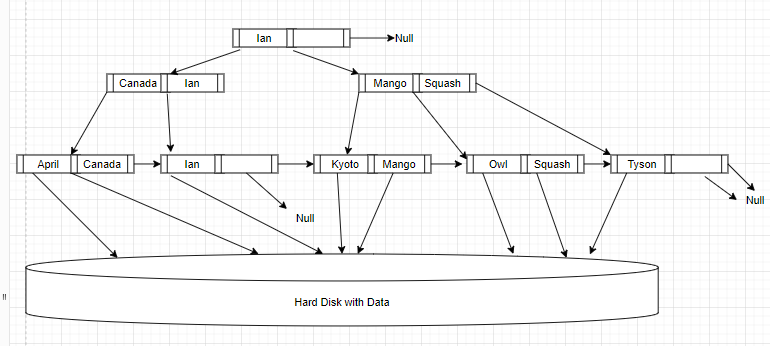 Ian
Null
Canada Ian
Mango Squash
April Canada
Ian
Kyoto Mango
Owl Squash
Tyson
Null
Null
Hard Disk with Data